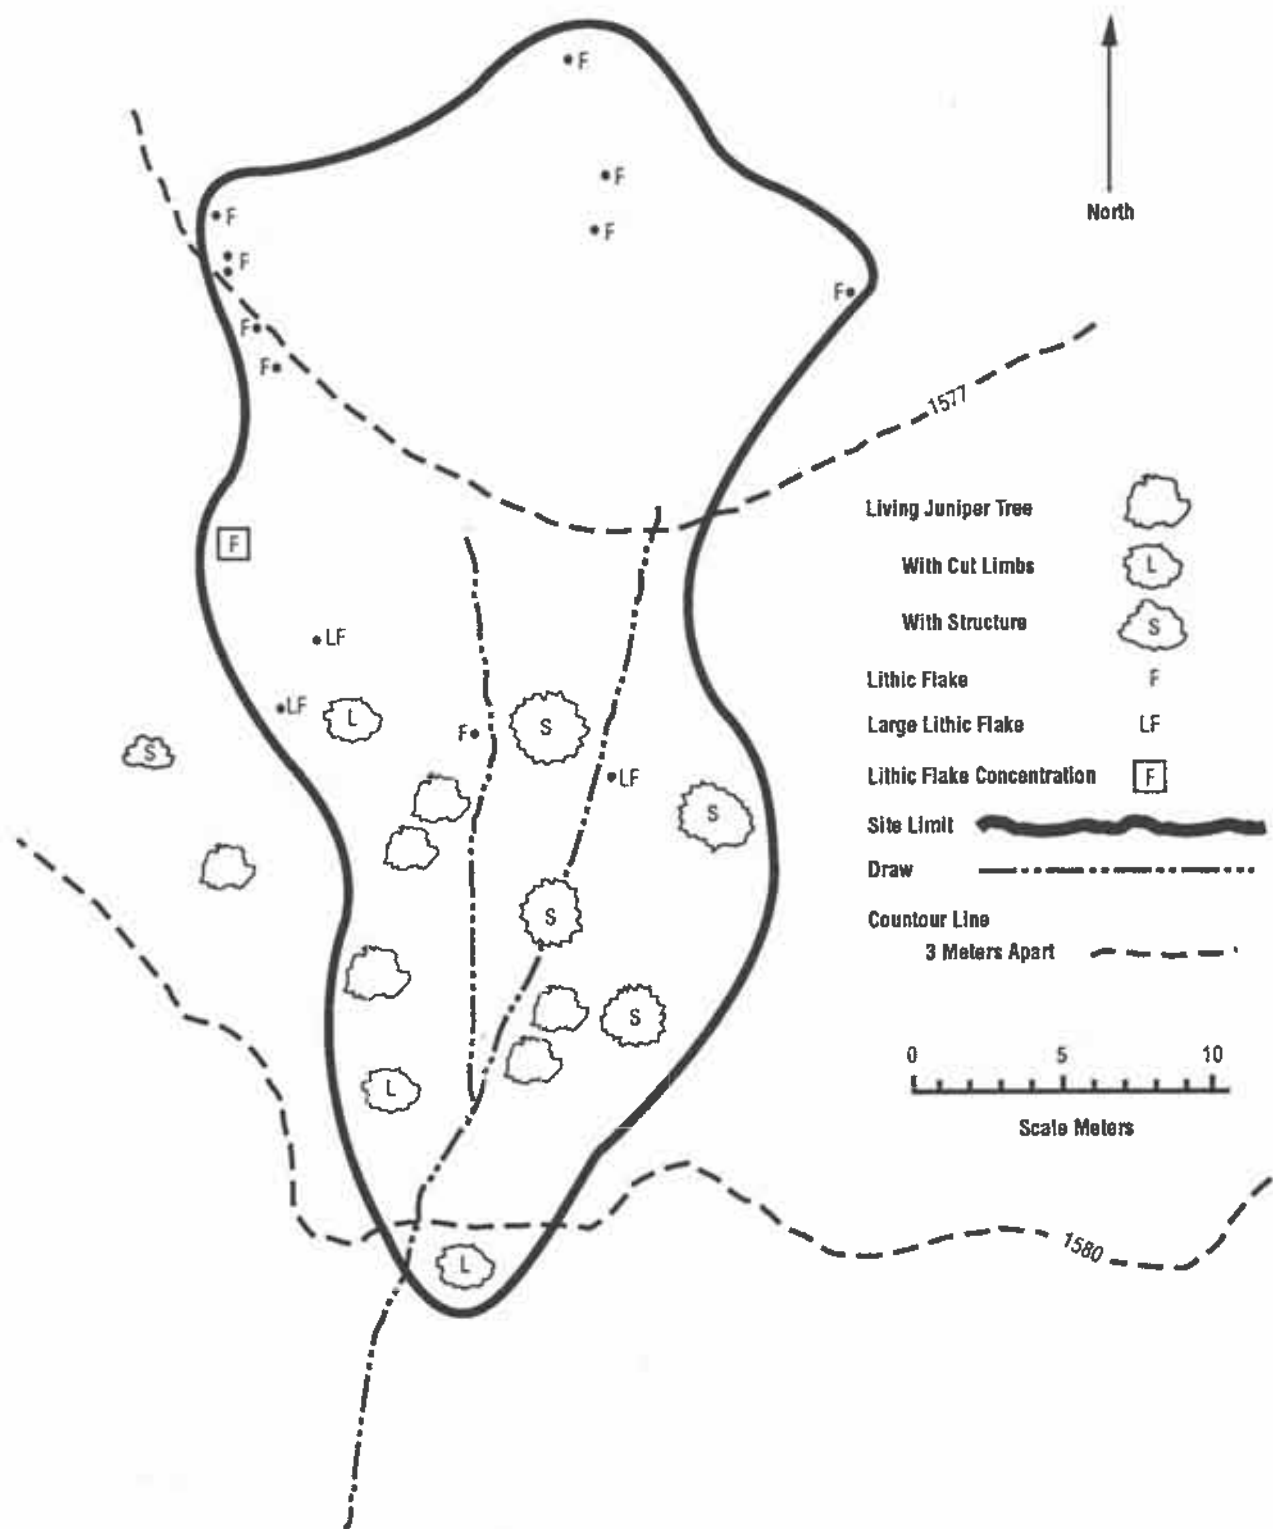 F
F
North
F
F
F
F
F
F
1577
Living Juniper Tree
F
With Cut Limbs L
With Structure S
LF
Lithic Flake F
LF
L
Large Lithic Flake LF
F
S
S
LF
Lithic Flake Concentration F
S
Site Limit
Draw
S
Countour Line
3 Meters Apart
S
0 5 10
L
Scale Meters
1580
L